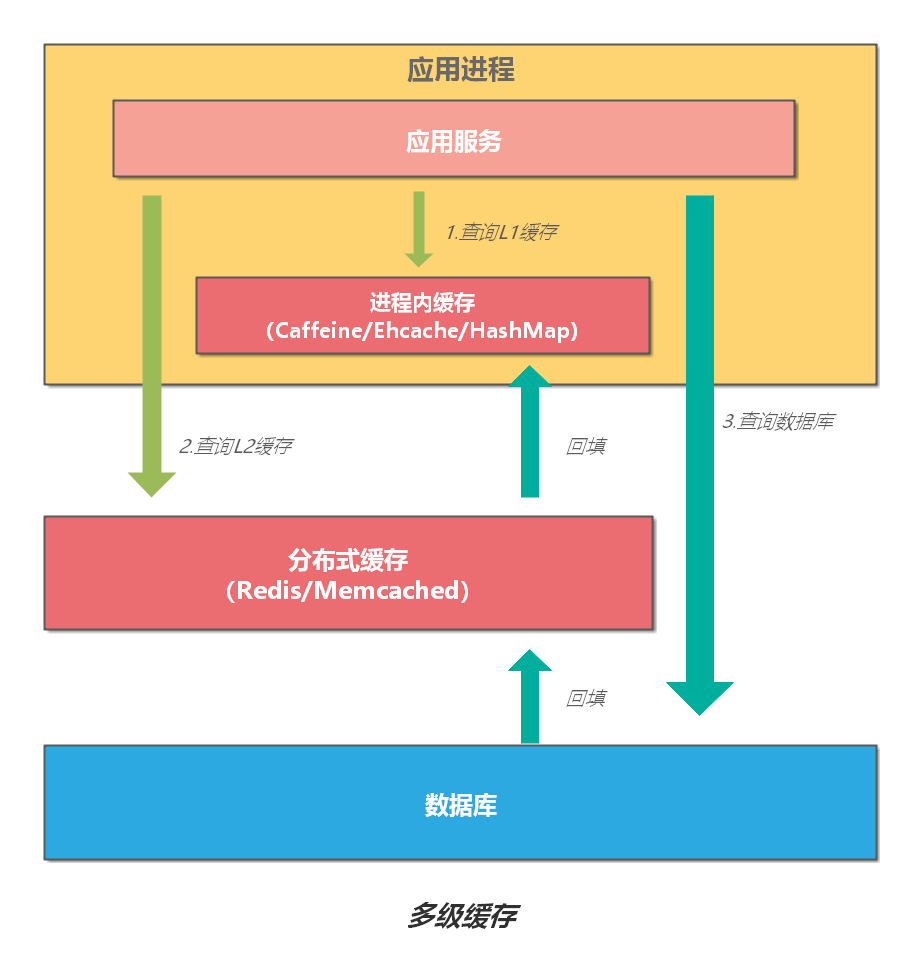 应用进程
应用服务
1.查询L1缓存
进程内缓存
（Caffeine/Ehcache/HashMap）
3.查询数据库
2.查询L2缓存
回填
分布式缓存
（Redis/Memcached）
回填
数据库
多级缓存